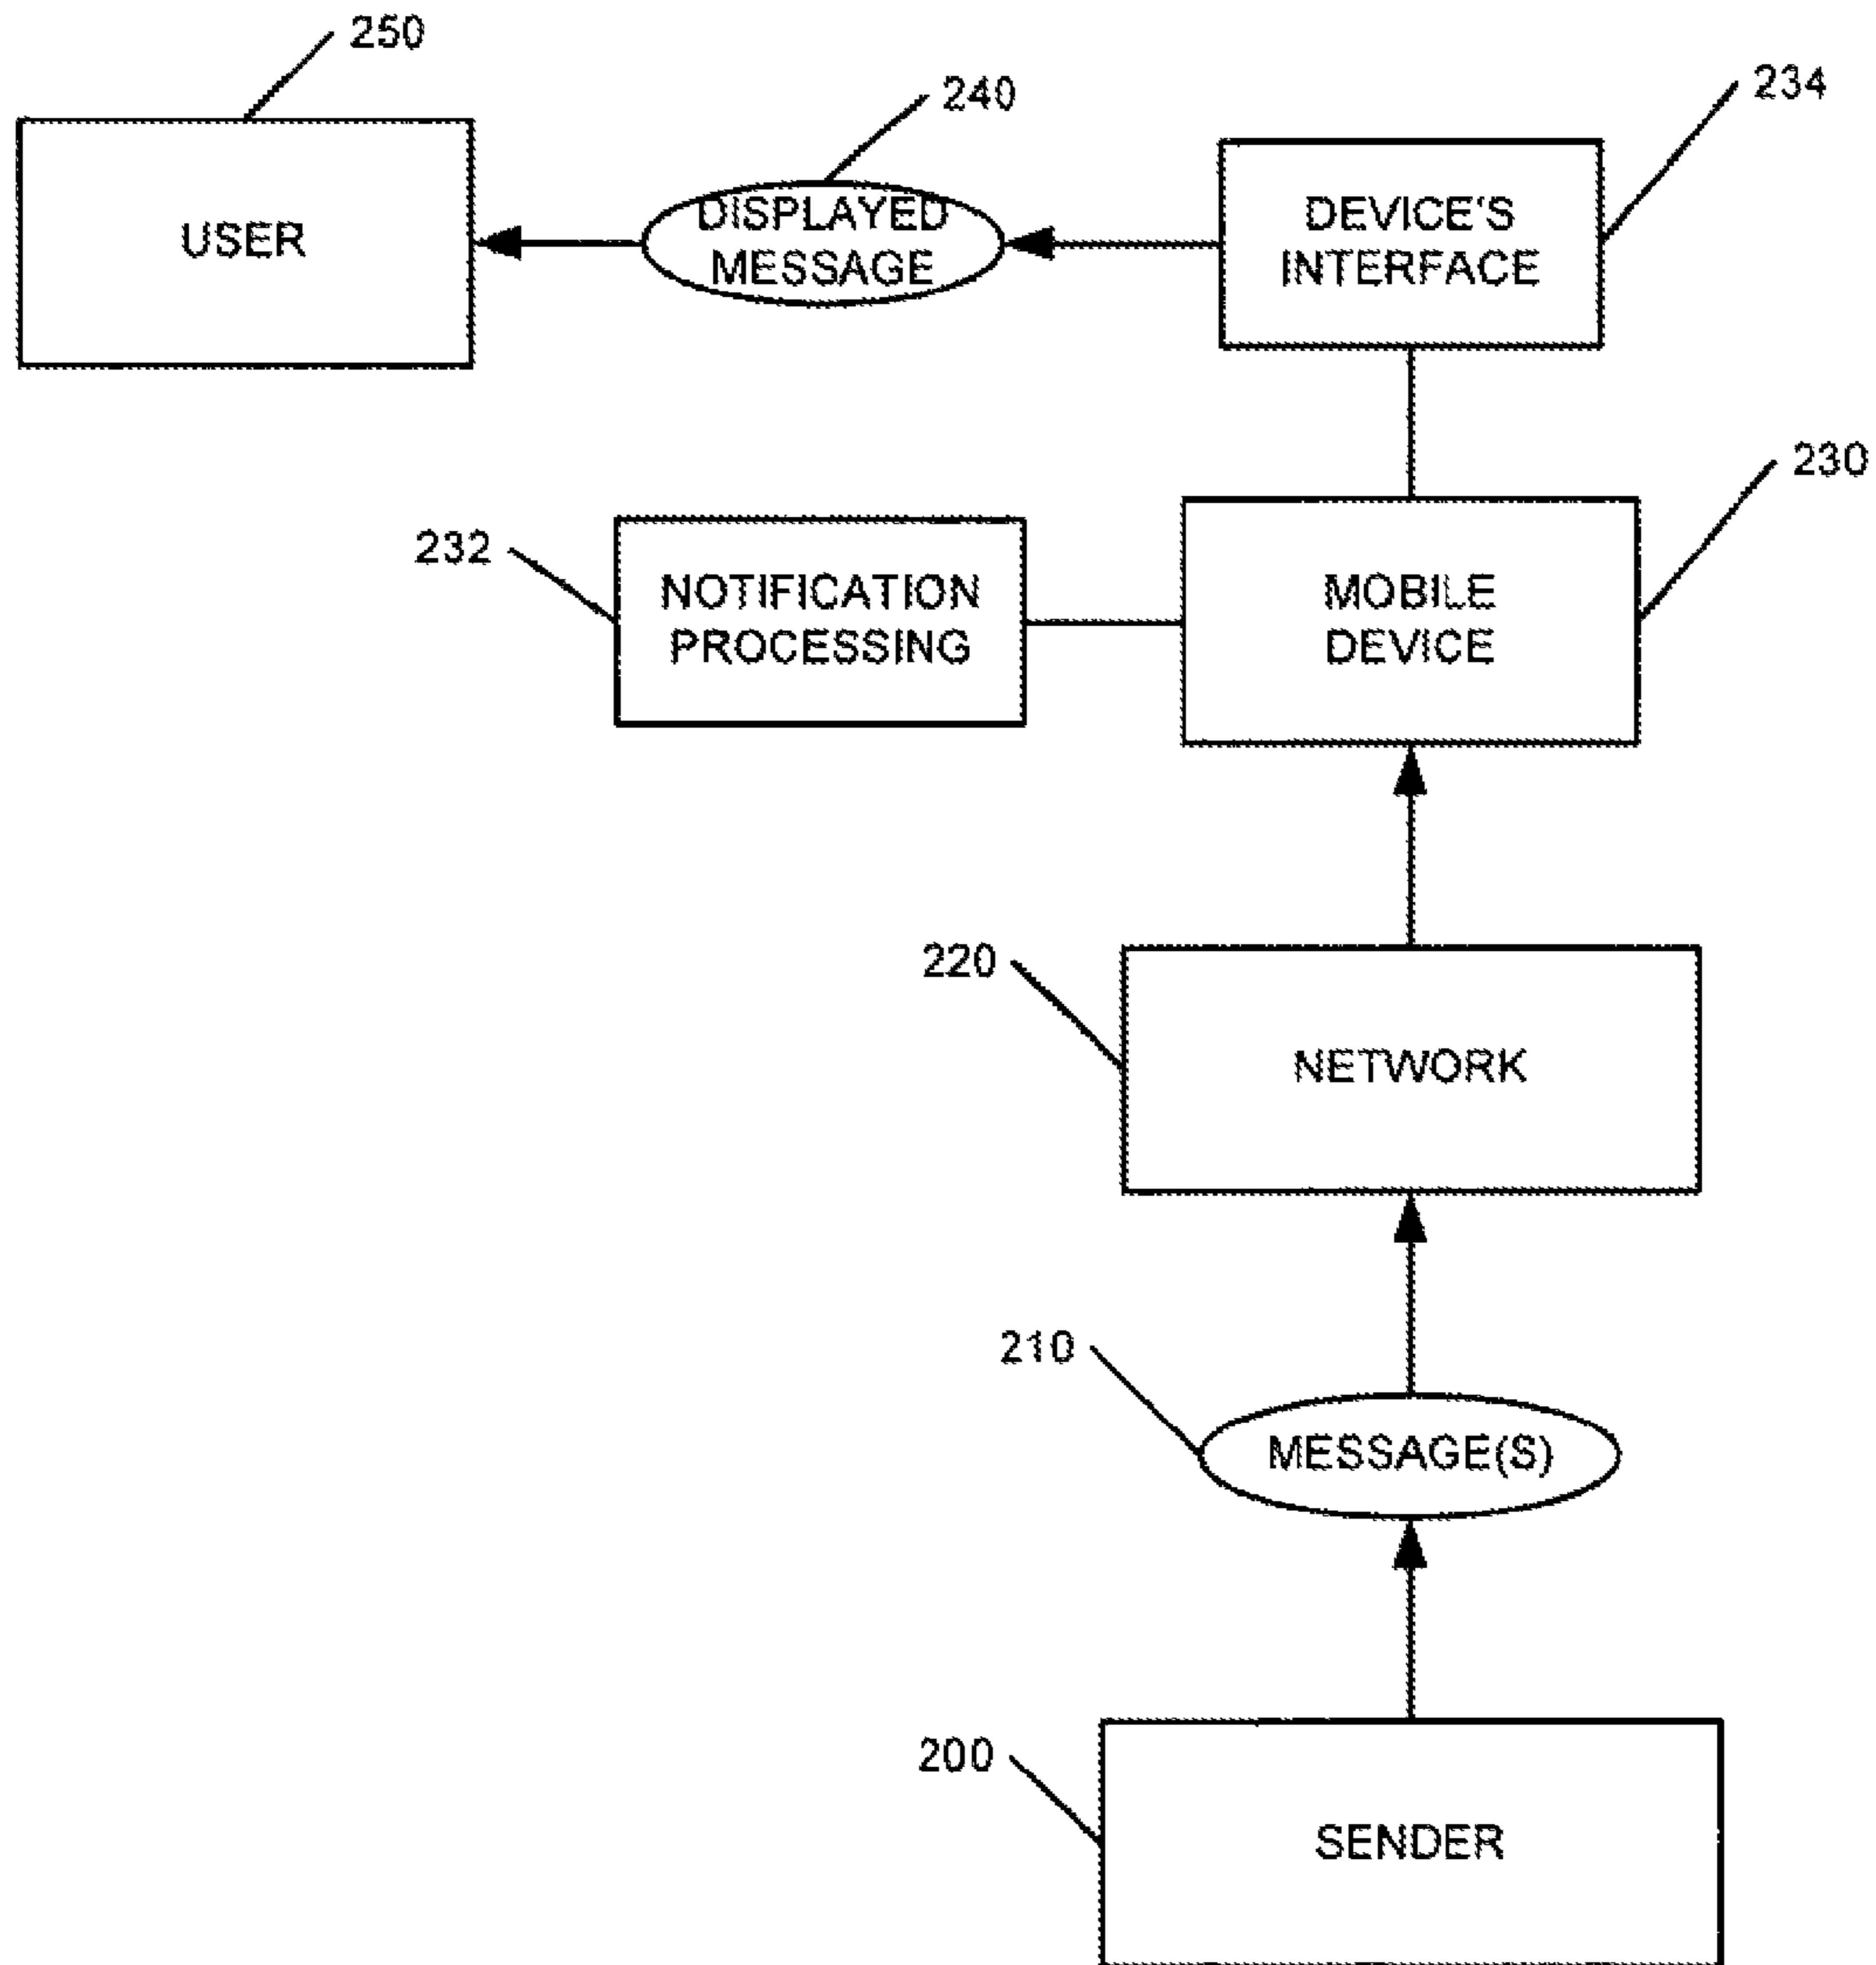 250
240
234
USER
DISPLAYED
MESSAGE
DEVICE'S
INTERFACE
230
232
NOTIFICATION
PROCESSING
MOBILE
DEVICE
220
NETWORK
210
MESSAGE(S)
200
SENDER